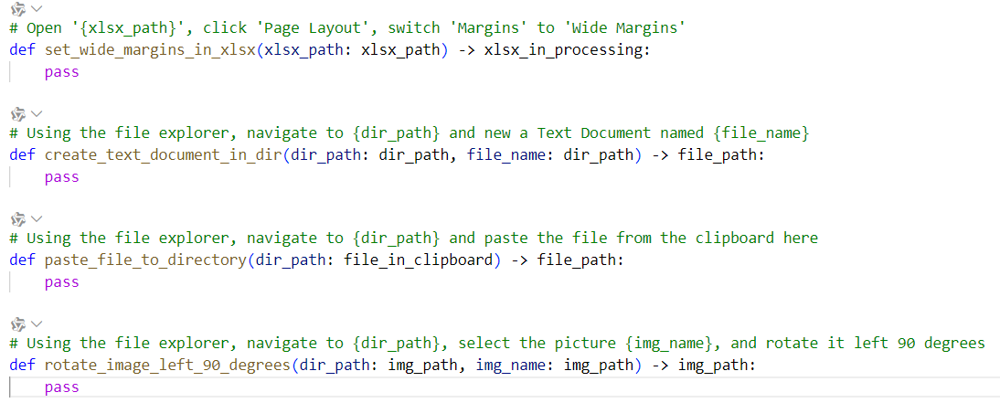 # Open '{xlsx_path}', click 'Page Layout', switch 'Margins' to 'Wide Margins'
def set_wide_margins_in_xlsx(xlsx_path: xlsx_path) -> xlsx_in_processing:
    pass
# Using the file explorer, navigate to {dir_path} and new a Text Document named {file_name}
def create_text_document_in_dir(dir_path: dir_path, file_name: dir_path) -> file_path:
    pass
# Using the file explorer, navigate to {dir_path} and paste the file from the clipboard here
def paste_file_to_directory(dir_path: file_in_clipboard) -> file_path:
    pass
# Using the file explorer, navigate to {dir_path}, select the picture {img_name}, and rotate it left 90 degrees
def rotate_image_left_90_degrees(dir_path: img_path, img_name: img_path) -> img_path:
    pass